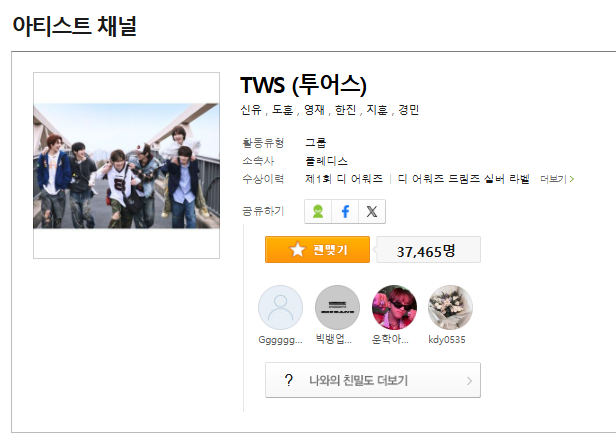 아티스트 채널
TWS (투어스)
신유 , 도훈 , 영재 , 한진 , 지훈 , 경민
활동유형 그룹
소속사 플레디스
수상이력 제1회 디 어워즈 | 디 어워즈 드림즈 실버 라벨 더보기 >
공유하기
팬맺기 37,465명
Gggggg... 빅뱅업... 운학아... kdy0535
? 나와의 친밀도 더보기 >